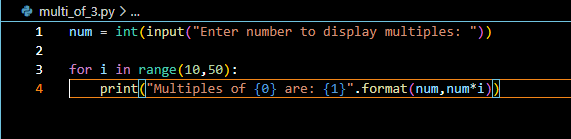 multi_of_3.py > ...
1 num = int(input("Enter number to display multiples: "))
2
3 for i in range(10,50):
4     print("Multiples of {0} are: {1}".format(num,num*i))